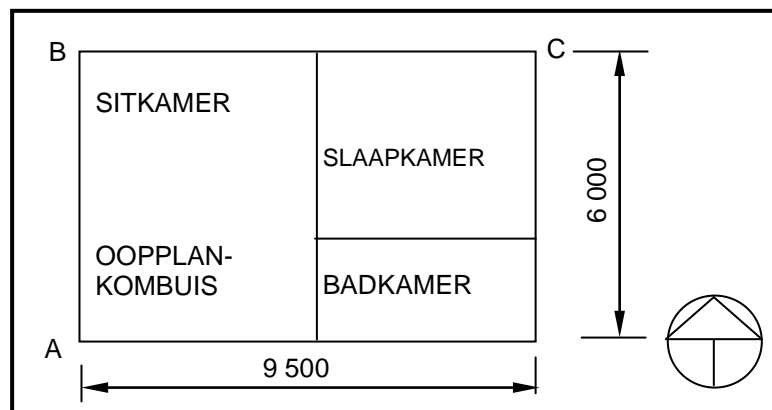 B
C
SITKAMER
SLAAPKAMER
6 000
OOPPLAN-
KOMBUIS
BADKAMER
A
9 500